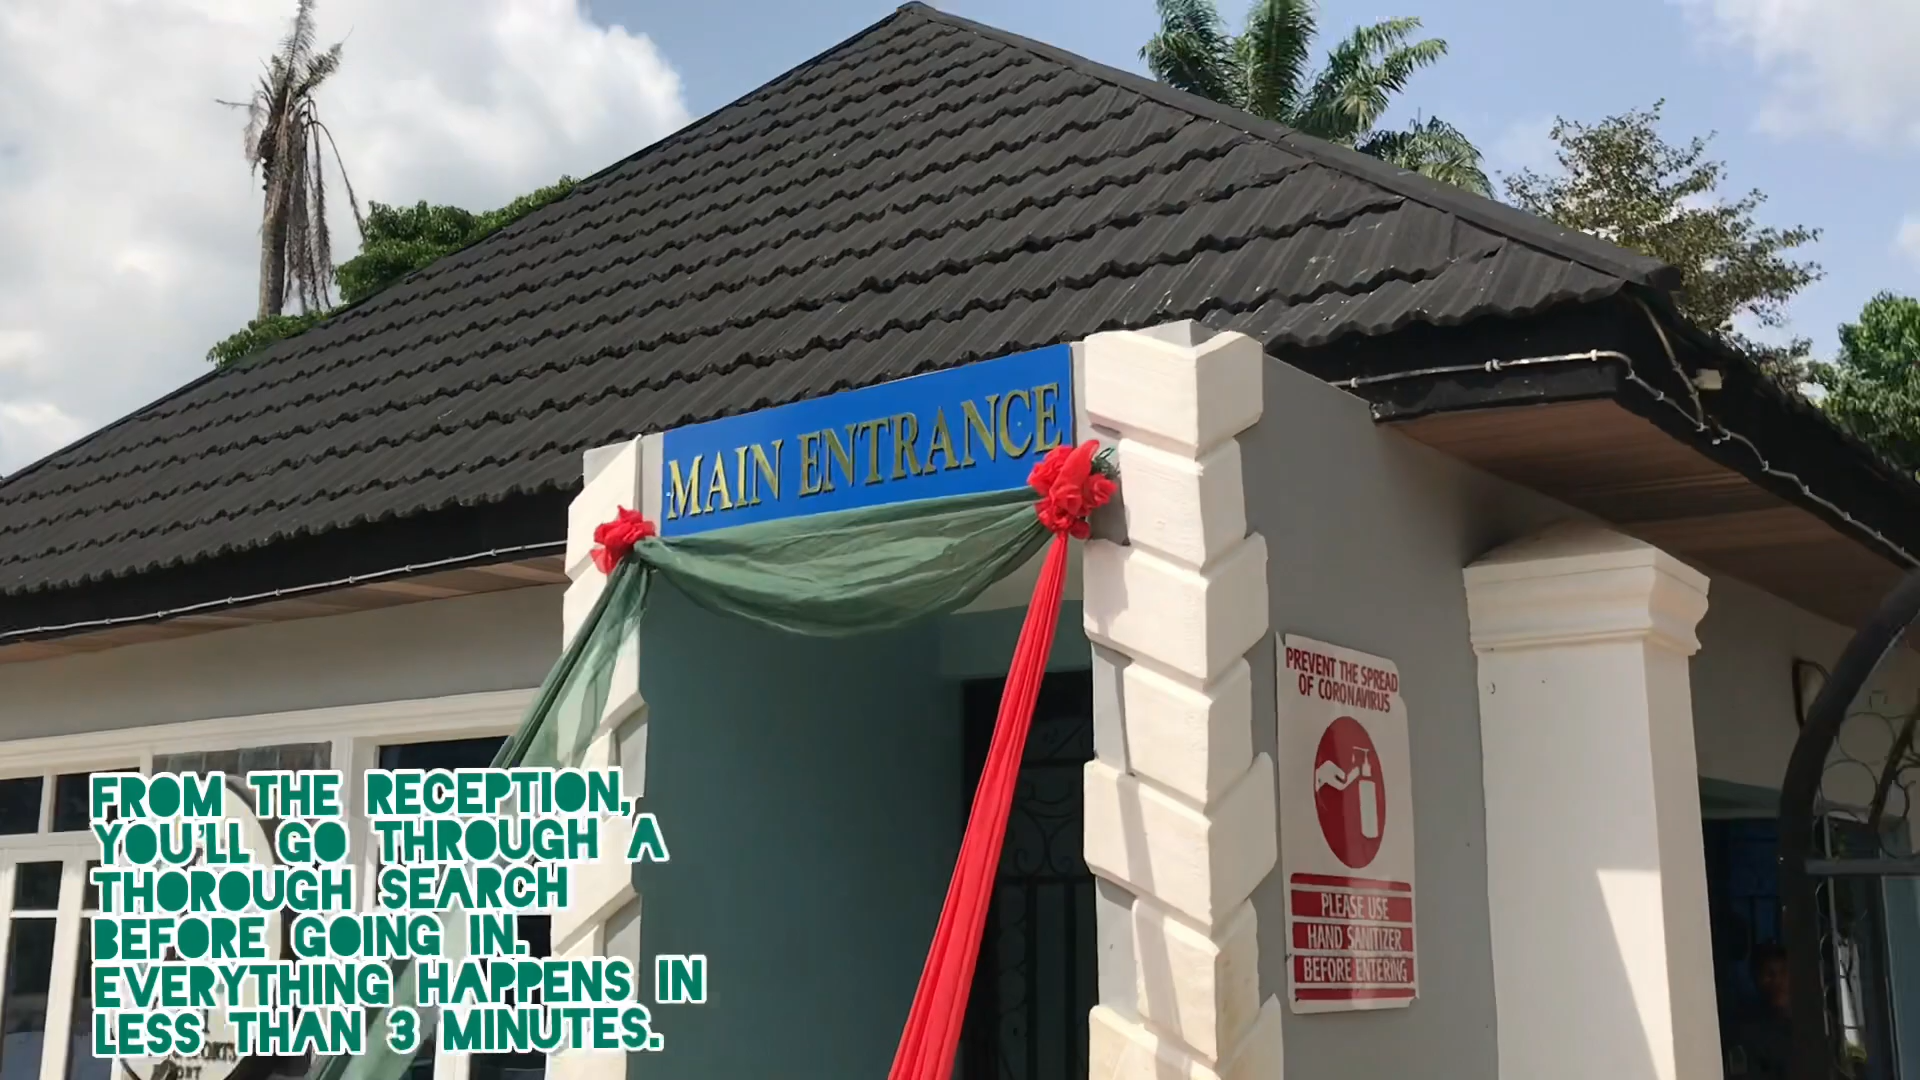 MAIN ENTRANCE
PREVENT THE SPREAD
OF CORONAVIRUS
PLEASE USE
HAND SANITIZER
BEFORE ENTERING
FROM THE RECEPTION,
YOU'LL GO THROUGH A
THOROUGH SEARCH
BEFORE GOING IN.
EVERYTHING HAPPENS IN
LESS THAN 3 MINUTES.